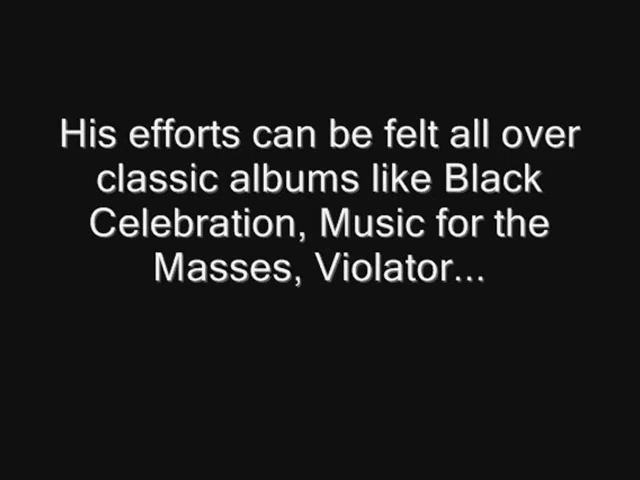 His efforts can be felt all over
classic albums like Black
Celebration, Music for the
Masses, Violator...